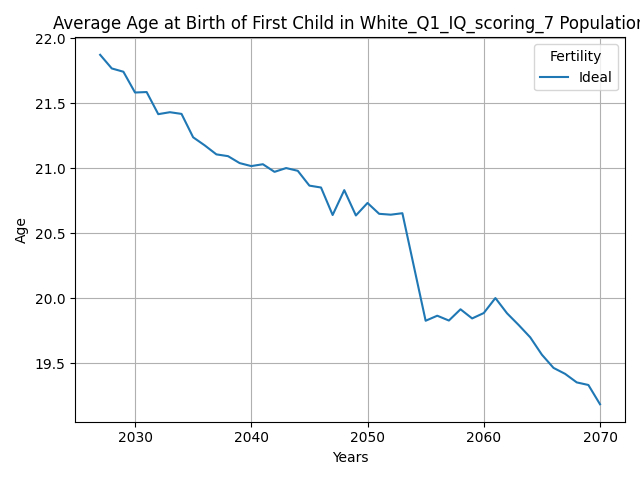 Average Age at Birth of First Child in White_Q1_IQ_scoring_7 Population
22.0
21.5
21.0
20.5
20.0
19.5
Age
Fertility
Ideal
2030 2040 2050 2060 2070
Years